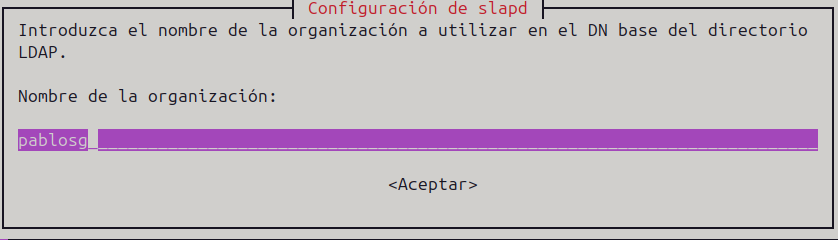 Configuración de slapd
Introduzca el nombre de la organización a utilizar en el DN base del directorio
LDAP.
Nombre de la organización:
pablosg
<Aceptar>